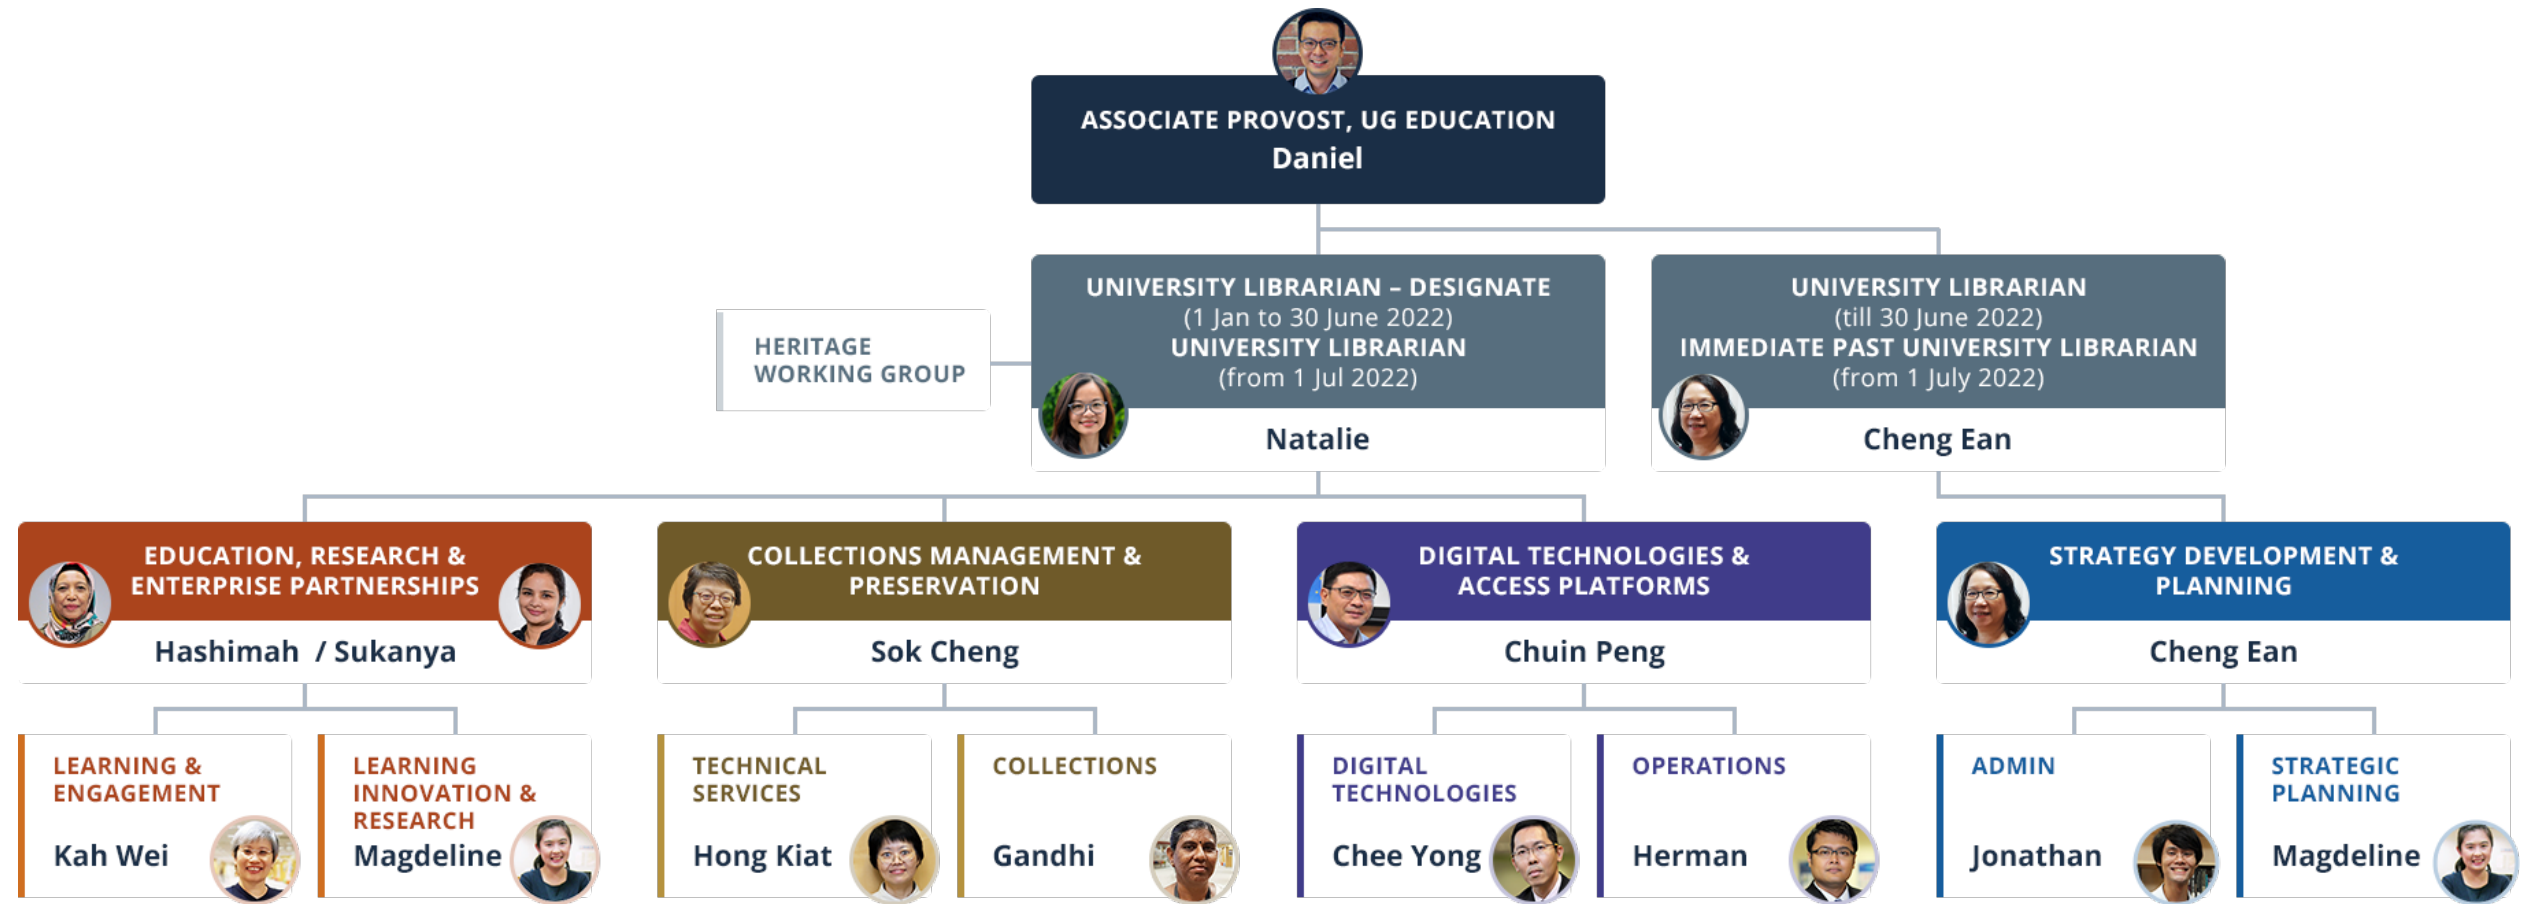 ASSOCIATE PROVOST, UG EDUCATION
Daniel
UNIVERSITY LIBRARIAN – DESIGNATE
(1 Jan to 30 June 2022)
UNIVERSITY LIBRARIAN
(from 1 Jul 2022)
Natalie
UNIVERSITY LIBRARIAN
(till 30 June 2022)
IMMEDIATE PAST UNIVERSITY LIBRARIAN
(from 1 July 2022)
Cheng Ean
HERITAGE
WORKING GROUP
EDUCATION, RESEARCH &
ENTERPRISE PARTNERSHIPS
Hashimah / Sukanya
COLLECTIONS MANAGEMENT &
PRESERVATION
Sok Cheng
DIGITAL TECHNOLOGIES &
ACCESS PLATFORMS
Chuin Peng
STRATEGY DEVELOPMENT &
PLANNING
Cheng Ean
LEARNING &
ENGAGEMENT
Kah Wei
LEARNING
INNOVATION &
RESEARCH
Magdeline
TECHNICAL
SERVICES
Hong Kiat
COLLECTIONS
Gandhi
DIGITAL
TECHNOLOGIES
Chee Yong
OPERATIONS
Herman
ADMIN
Jonathan
STRATEGIC
PLANNING
Magdeline